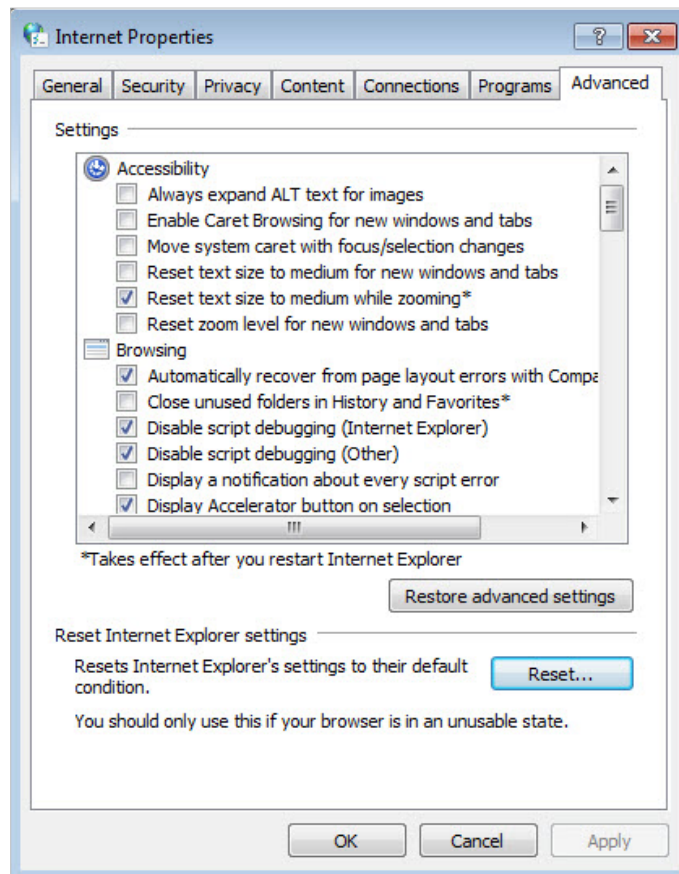 Internet Properties
General Security Privacy Content Connections Programs Advanced
Settings
Accessibility
Always expand ALT text for images
Enable Caret Browsing for new windows and tabs
Move system caret with focus/selection changes
Reset text size to medium for new windows and tabs
Reset text size to medium while zooming*
Reset zoom level for new windows and tabs
Browsing
Automatically recover from page layout errors with Compa
Close unused folders in History and Favorites*
Disable script debugging (Internet Explorer)
Disable script debugging (Other)
Display a notification about every script error
Display Accelerator button on selection
*Takes effect after you restart Internet Explorer
Restore advanced settings
Reset Internet Explorer settings
Resets Internet Explorer's settings to their default
condition.
Reset...
You should only use this if your browser is in an unusable state.
OK Cancel Apply